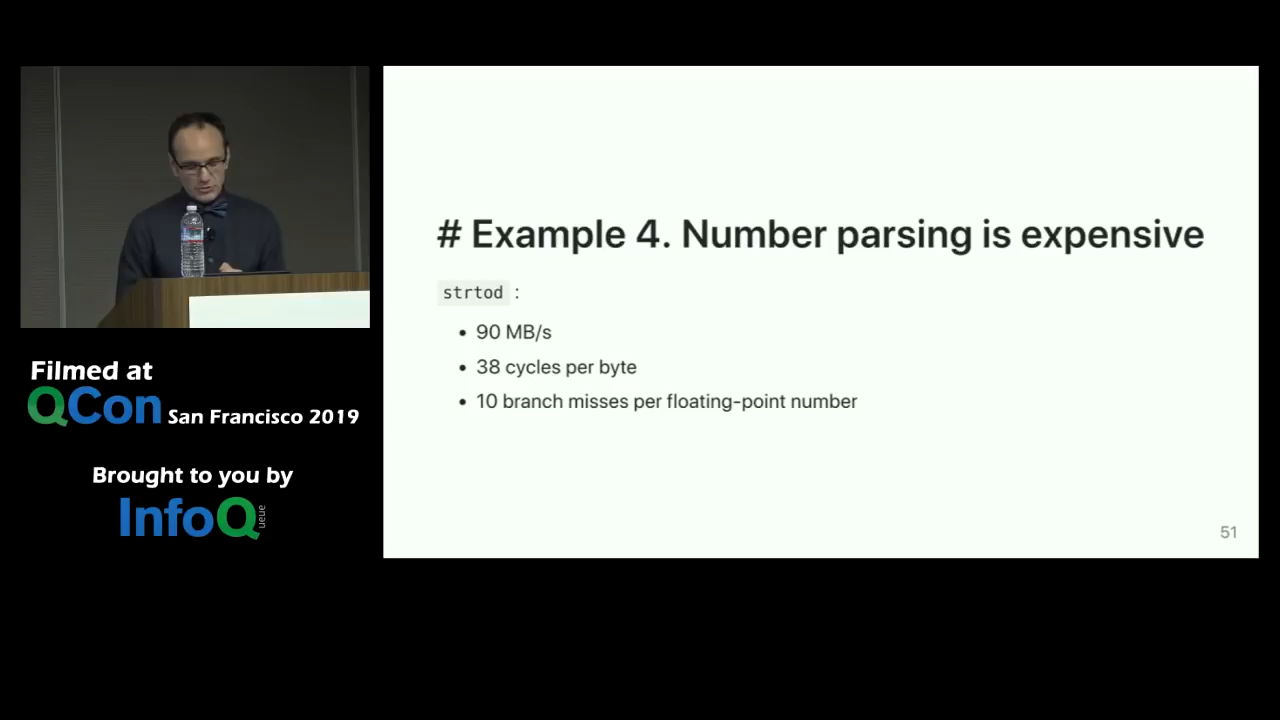 # Example 4. Number parsing is expensive
strtod :
• 90 MB/s
• 38 cycles per byte
• 10 branch misses per floating-point number
51
Filmed at
QCon San Francisco 2019
Brought to you by
InfoQueue